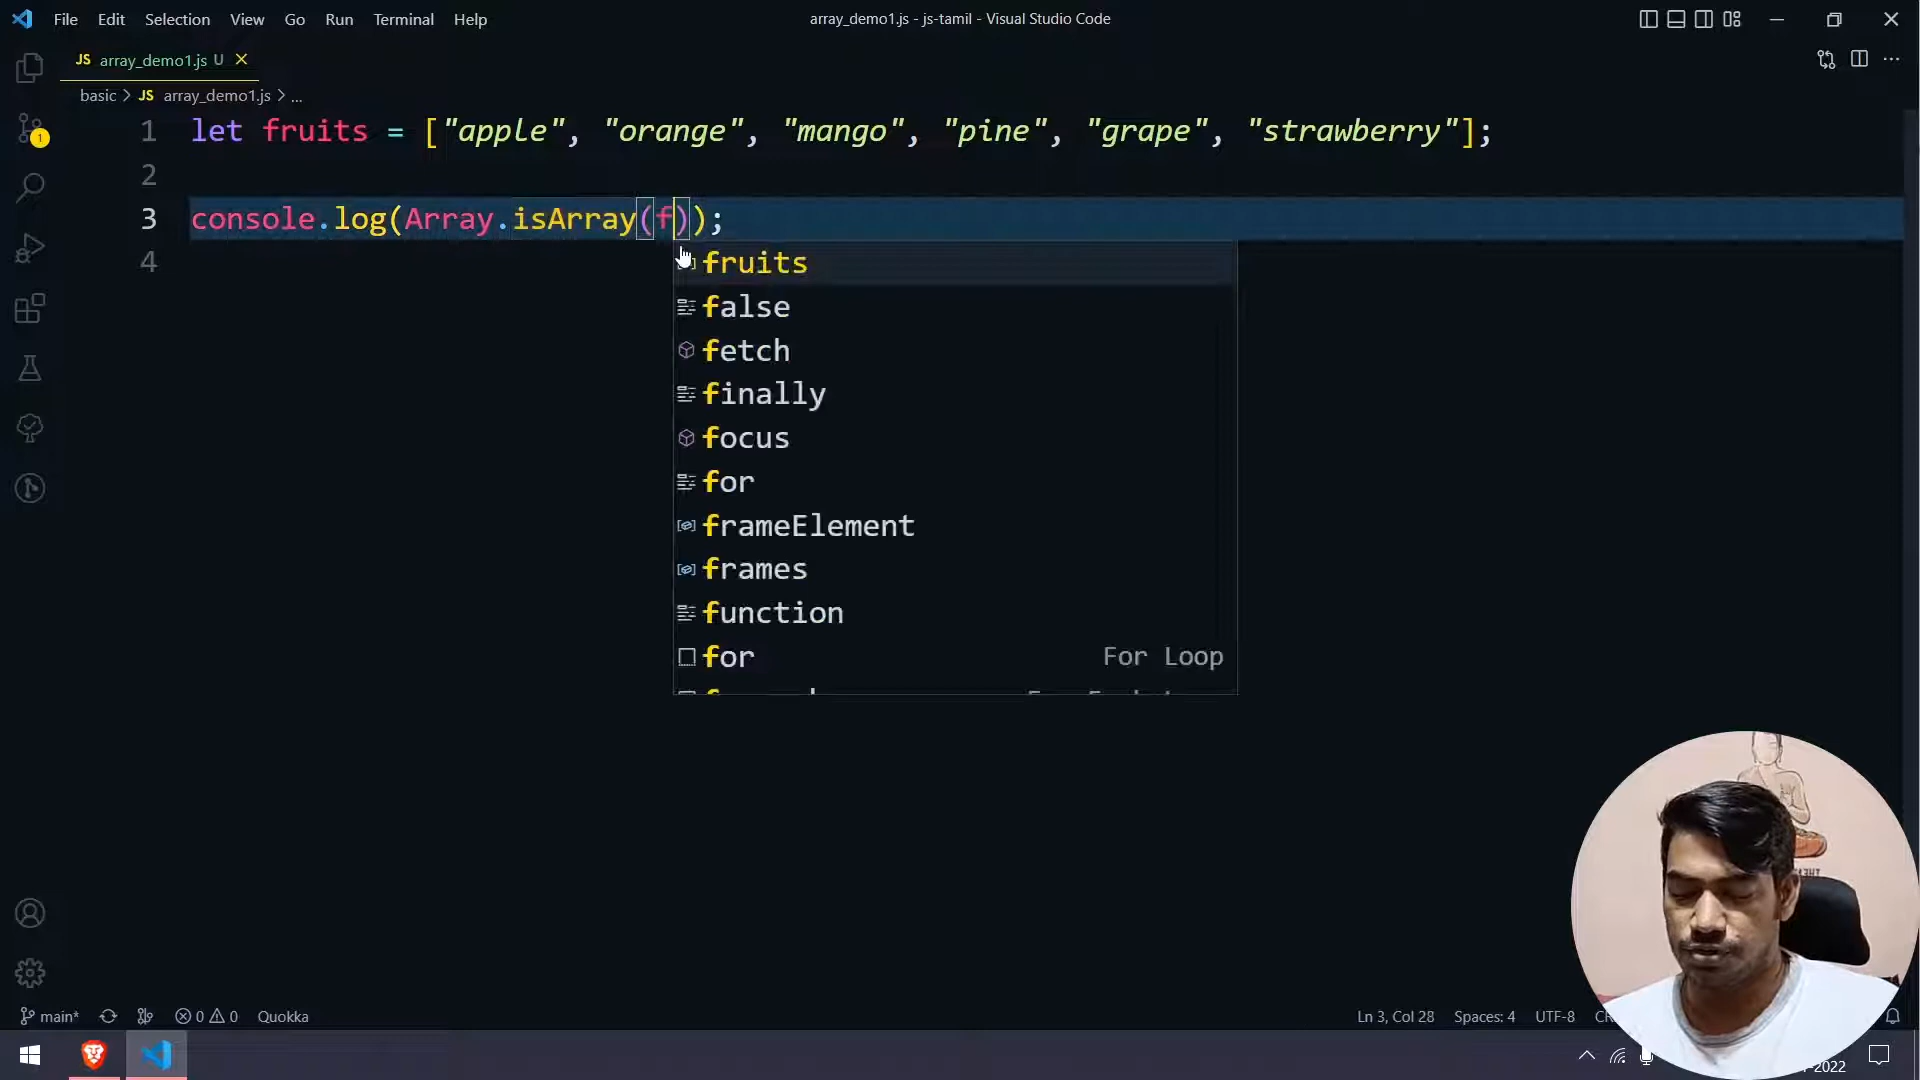 File Edit Selection View Go Run Terminal Help
array_demo1.js - js-tamil - Visual Studio Code
JS array_demo1.js U
basic > JS array_demo1.js > ...
1 let fruits = ["apple", "orange", "mango", "pine", "grape", "strawberry"];
2
3 console.log(Array.isArray(f));
4
fruits
false
fetch
finally
focus
for
frameElement
frames
function
for For Loop
1
main* 0 0 Quokka
Ln 3, Col 28 Spaces: 4 UTF-8